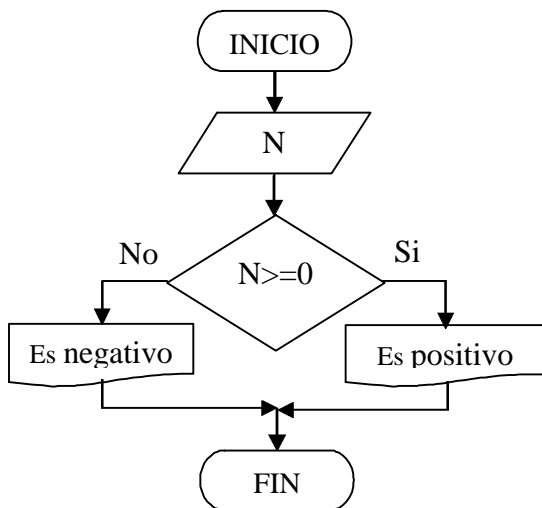 INICIO
N
No
Si
N>=0
Es negativo
Es positivo
FIN